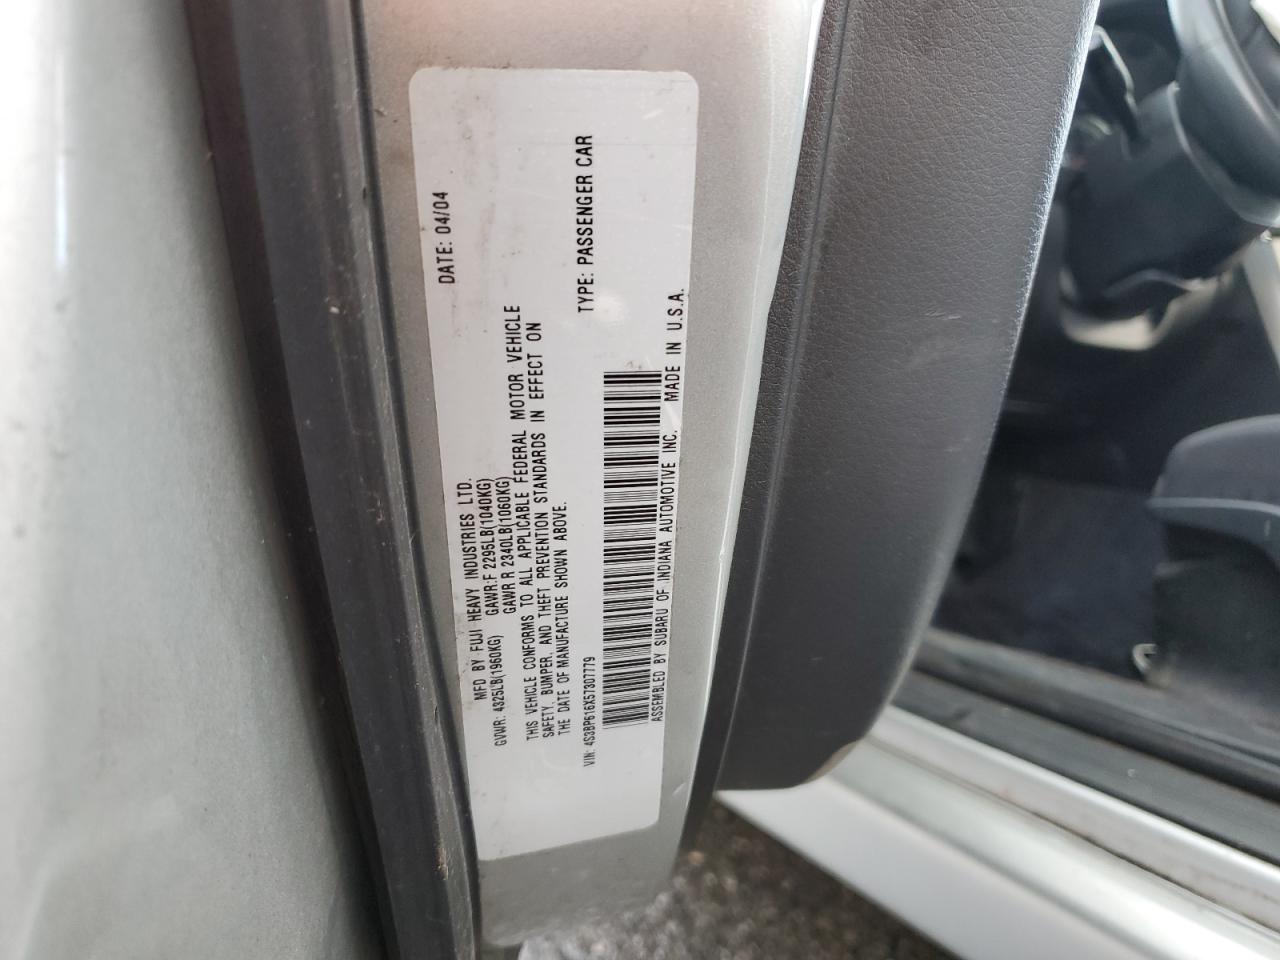 MFD BY FUJI HEAVY INDUSTRIES LTD. DATE: 04/04
GVWR: 4325LB(1960KG) GAWR:F 2295LB(1040KG)
GAWR R 2340LB(1060KG)
THIS VEHICLE CONFORMS TO ALL APPLICABLE FEDERAL MOTOR VEHICLE
SAFETY, BUMPER, AND THEFT PREVENTION STANDARDS IN EFFECT ON
THE DATE OF MANUFACTURE SHOWN ABOVE.
VIN: 4S3BP616X57307779 TYPE: PASSENGER CAR
ASSEMBLED BY SUBARU OF INDIANA AUTOMOTIVE INC. MADE IN U.S.A.